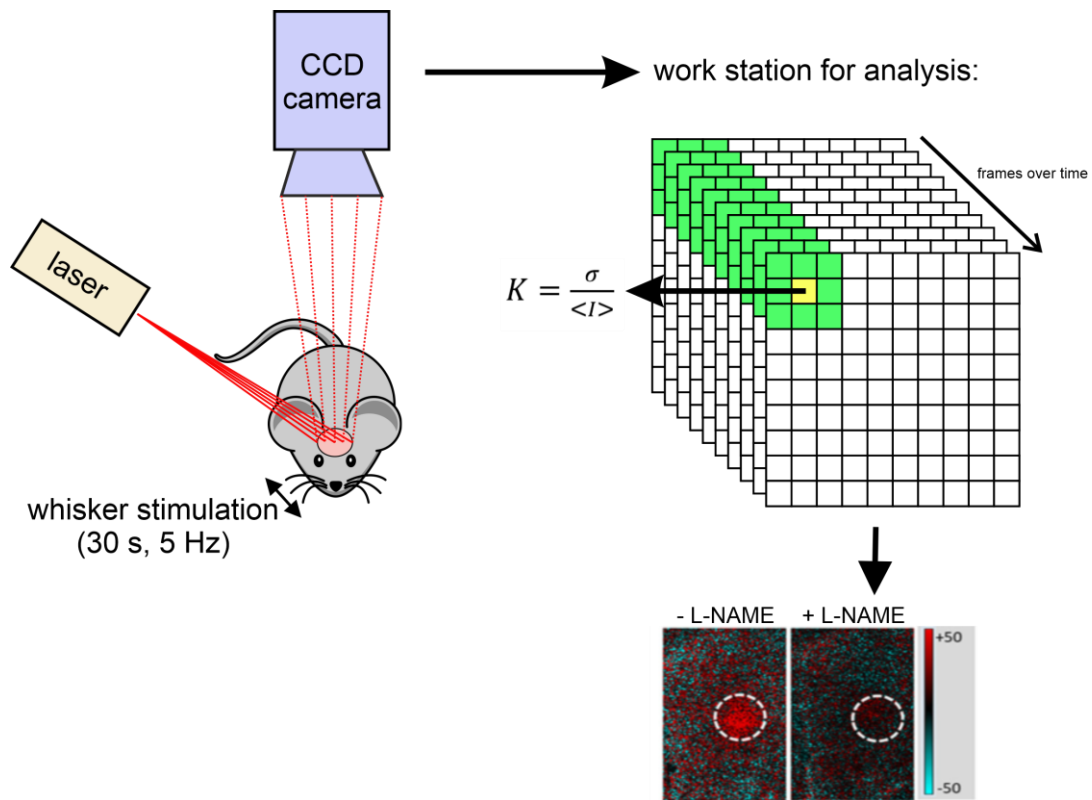 CCD
camera
work station for analysis:
frames over time
laser
K = σ / <I>
whisker stimulation
(30 s, 5 Hz)
- L-NAME + L-NAME
+50
-50